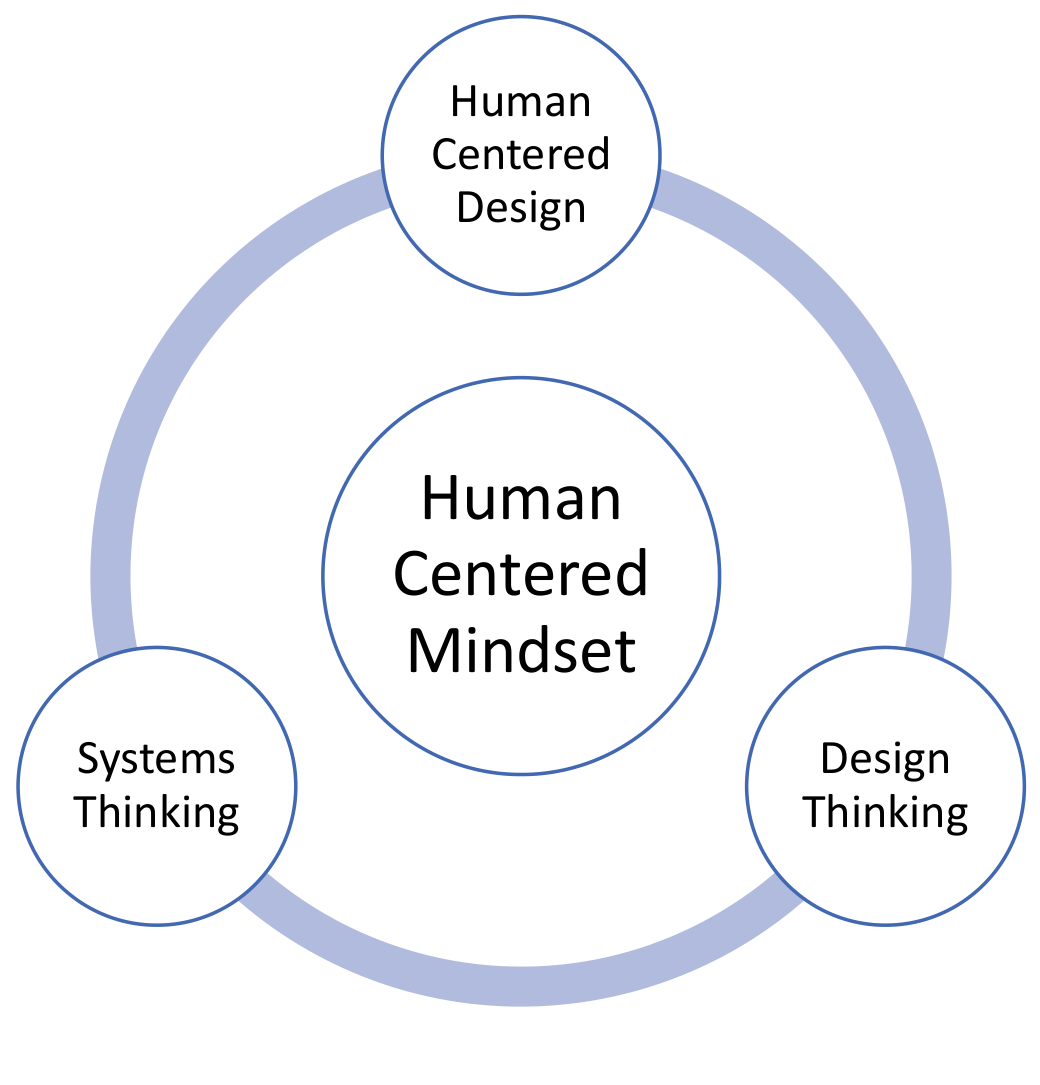 Human
Centered
Design
Human
Centered
Mindset
Systems
Thinking
Design
Thinking